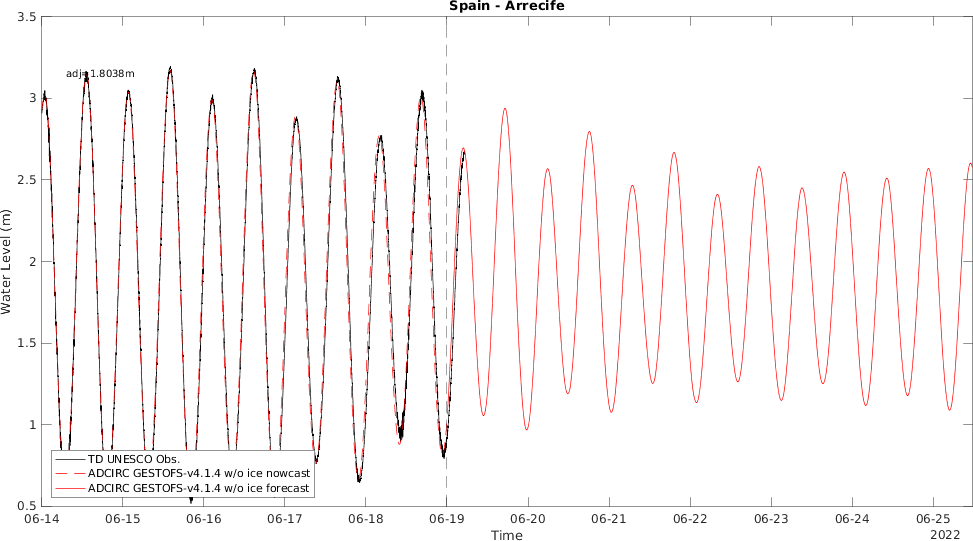 Spain - Arrecife
3.5
3
2.5
2
1.5
1
0.5
Water Level (m)
adj=1.8038m
TD UNESCO Obs.
ADCIRC GESTOFS-v4.1.4 w/o ice nowcast
ADCIRC GESTOFS-v4.1.4 w/o ice forecast
06-14 06-15 06-16 06-17 06-18 06-19 06-20 06-21 06-22 06-23 06-24 06-25
2022
Time